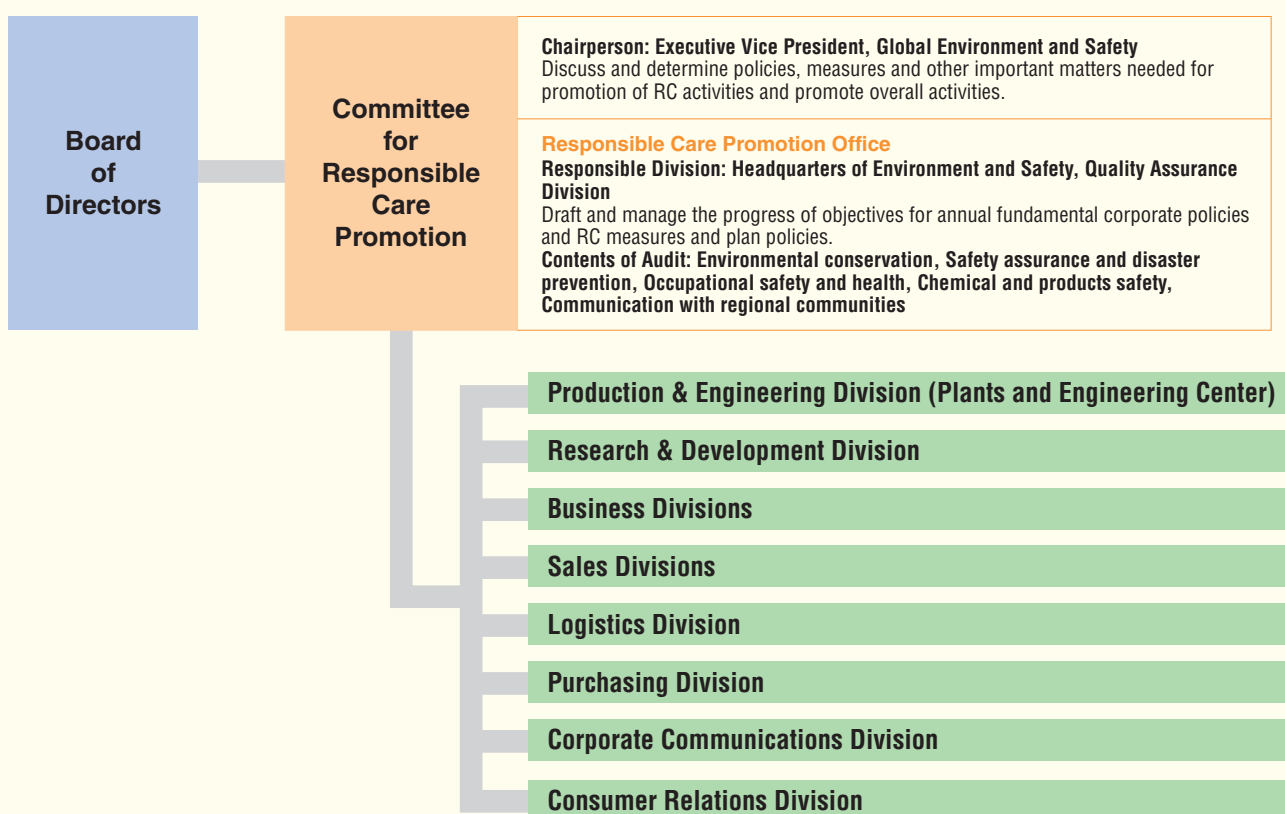 Board
of
Directors
Committee
for
Responsible
Care
Promotion
Chairperson: Executive Vice President, Global Environment and Safety
Discuss and determine policies, measures and other important matters needed for
promotion of RC activities and promote overall activities.
Responsible Care Promotion Office
Responsible Division: Headquarters of Environment and Safety, Quality Assurance
Division
Draft and manage the progress of objectives for annual fundamental corporate policies
and RC measures and plan policies.
Contents of Audit: Environmental conservation, Safety assurance and disaster
prevention, Occupational safety and health, Chemical and products safety,
Communication with regional communities
Production & Engineering Division (Plants and Engineering Center)
Research & Development Division
Business Divisions
Sales Divisions
Logistics Division
Purchasing Division
Corporate Communications Division
Consumer Relations Division